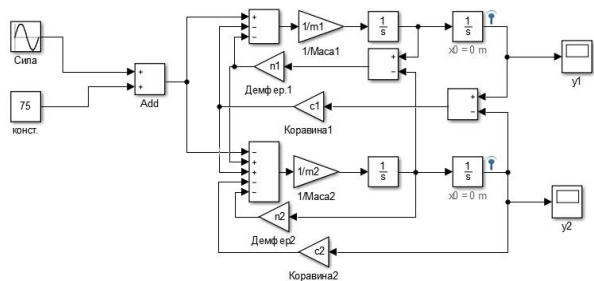 Сила
75
конст.
+
+
Add
+
−
−
1/m1
1/Маса1
1
s
1
s
x0 = 0 m
y1
n1
Демфер.1
+
−
c1
Коравина1
+
−
−
+
+
−
−
1/m2
1/Маса2
1
s
1
s
x0 = 0 m
y2
n2
Демфер2
c2
Коравина2